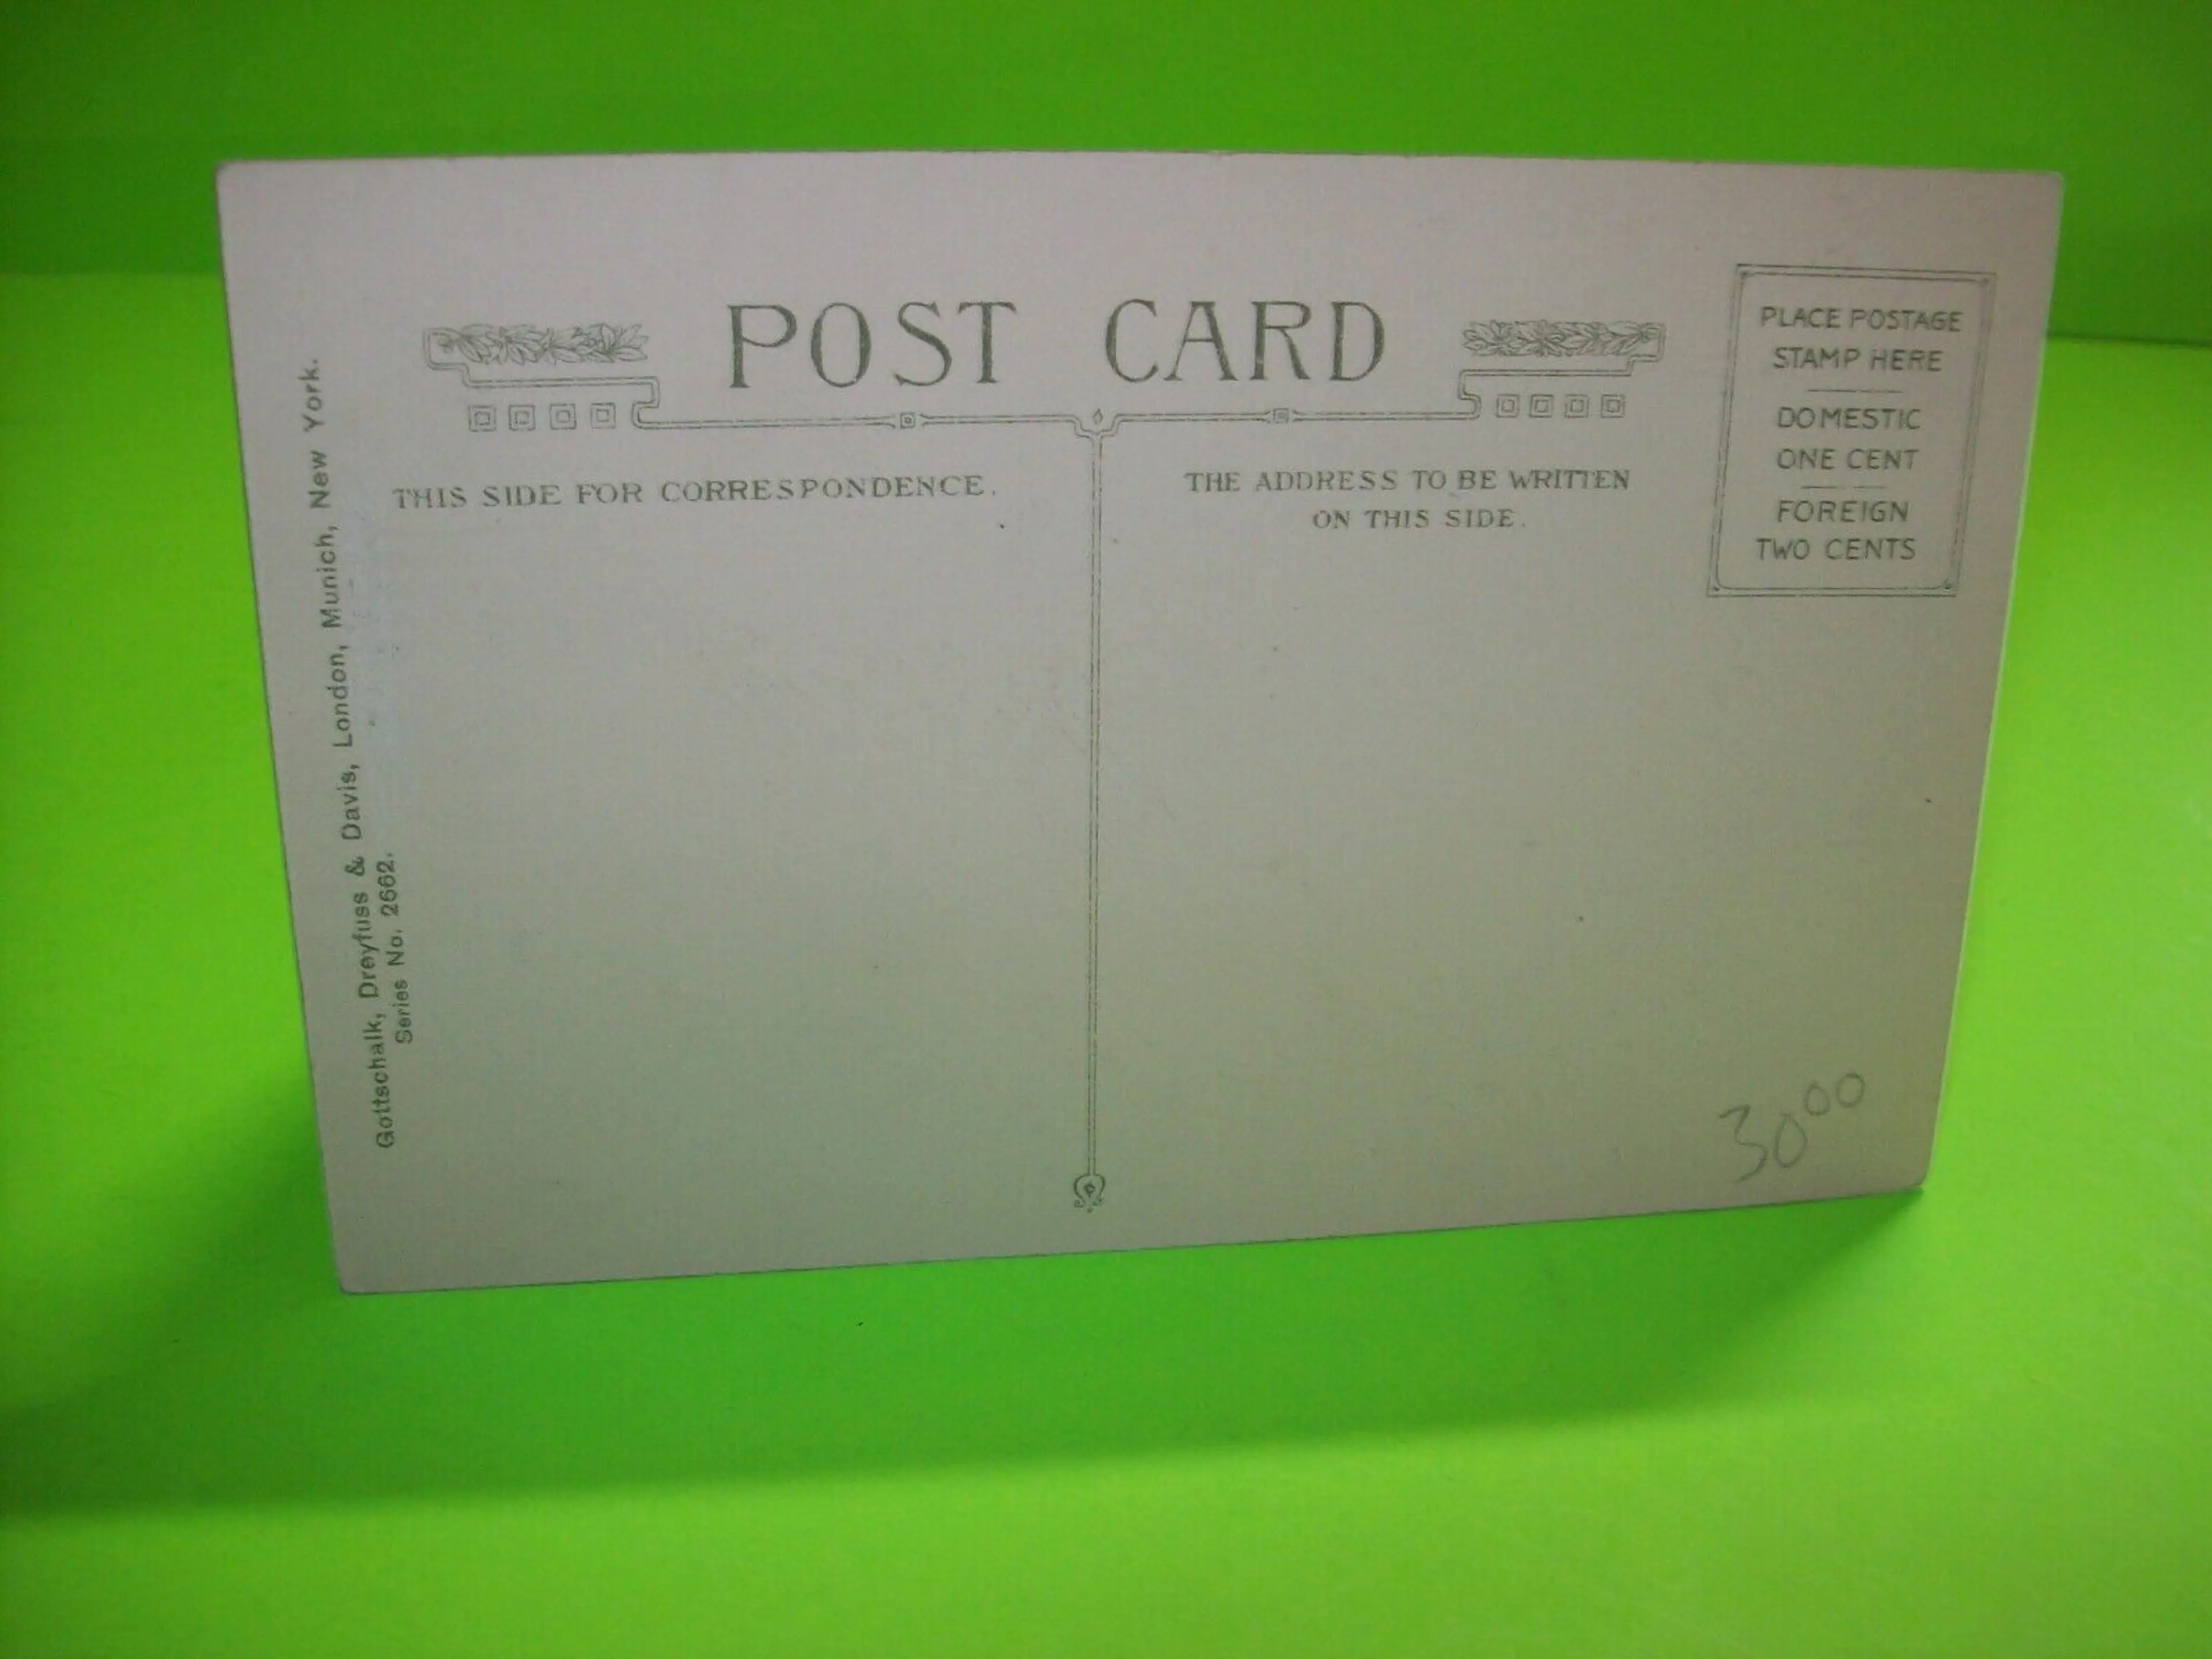 POST CARD
THIS SIDE FOR CORRESPONDENCE.
THE ADDRESS TO BE WRITTEN
ON THIS SIDE.
PLACE POSTAGE
STAMP HERE
DOMESTIC
ONE CENT
FOREIGN
TWO CENTS
Gottschalk, Dreyfuss & Davis, London, Munich, New York.
Series No. 2662.
30⁰⁰